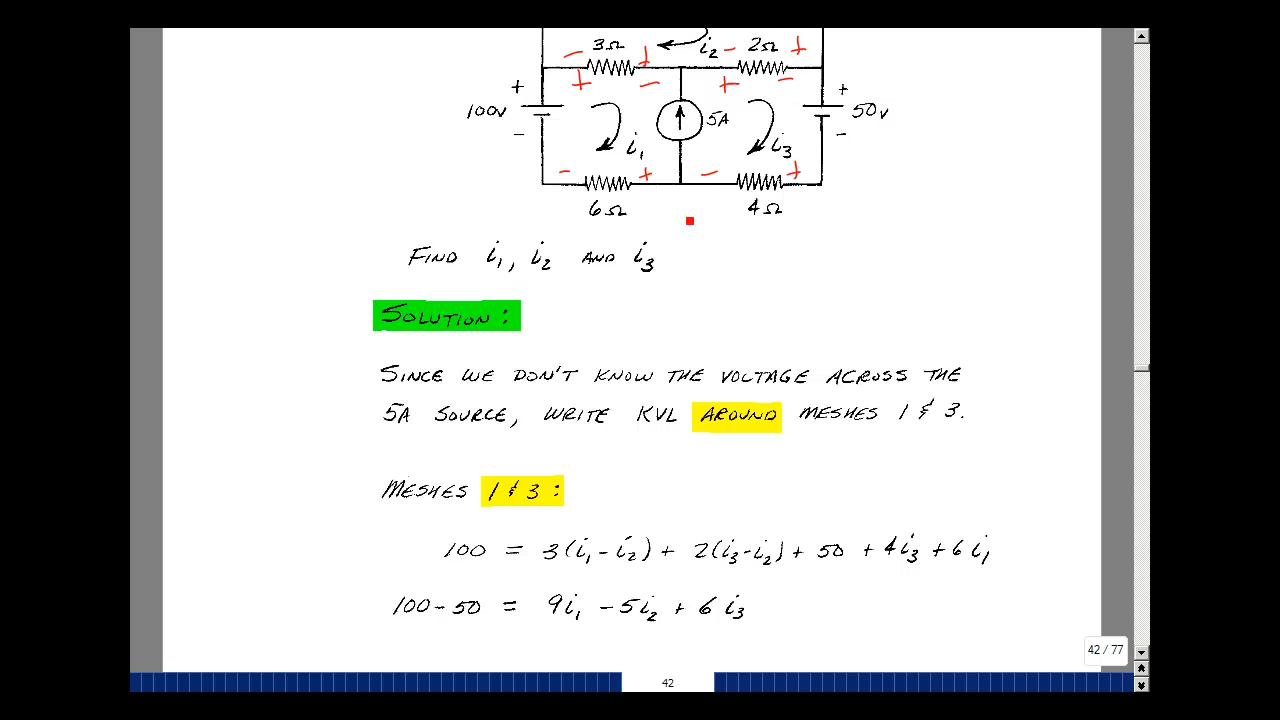 3Ω i2 2Ω
100V 5A 50V
i1 i3
6Ω 4Ω
FIND i1, i2 AND i3
SOLUTION:
SINCE WE DON'T KNOW THE VOLTAGE ACROSS THE
5A SOURCE, WRITE KVL AROUND MESHES 1 & 3.
MESHES 1 & 3:
100 = 3(i1 - i2) + 2(i3 - i2) + 50 + 4i3 + 6i1
100 - 50 = 9i1 - 5i2 + 6i3
42 / 77
42